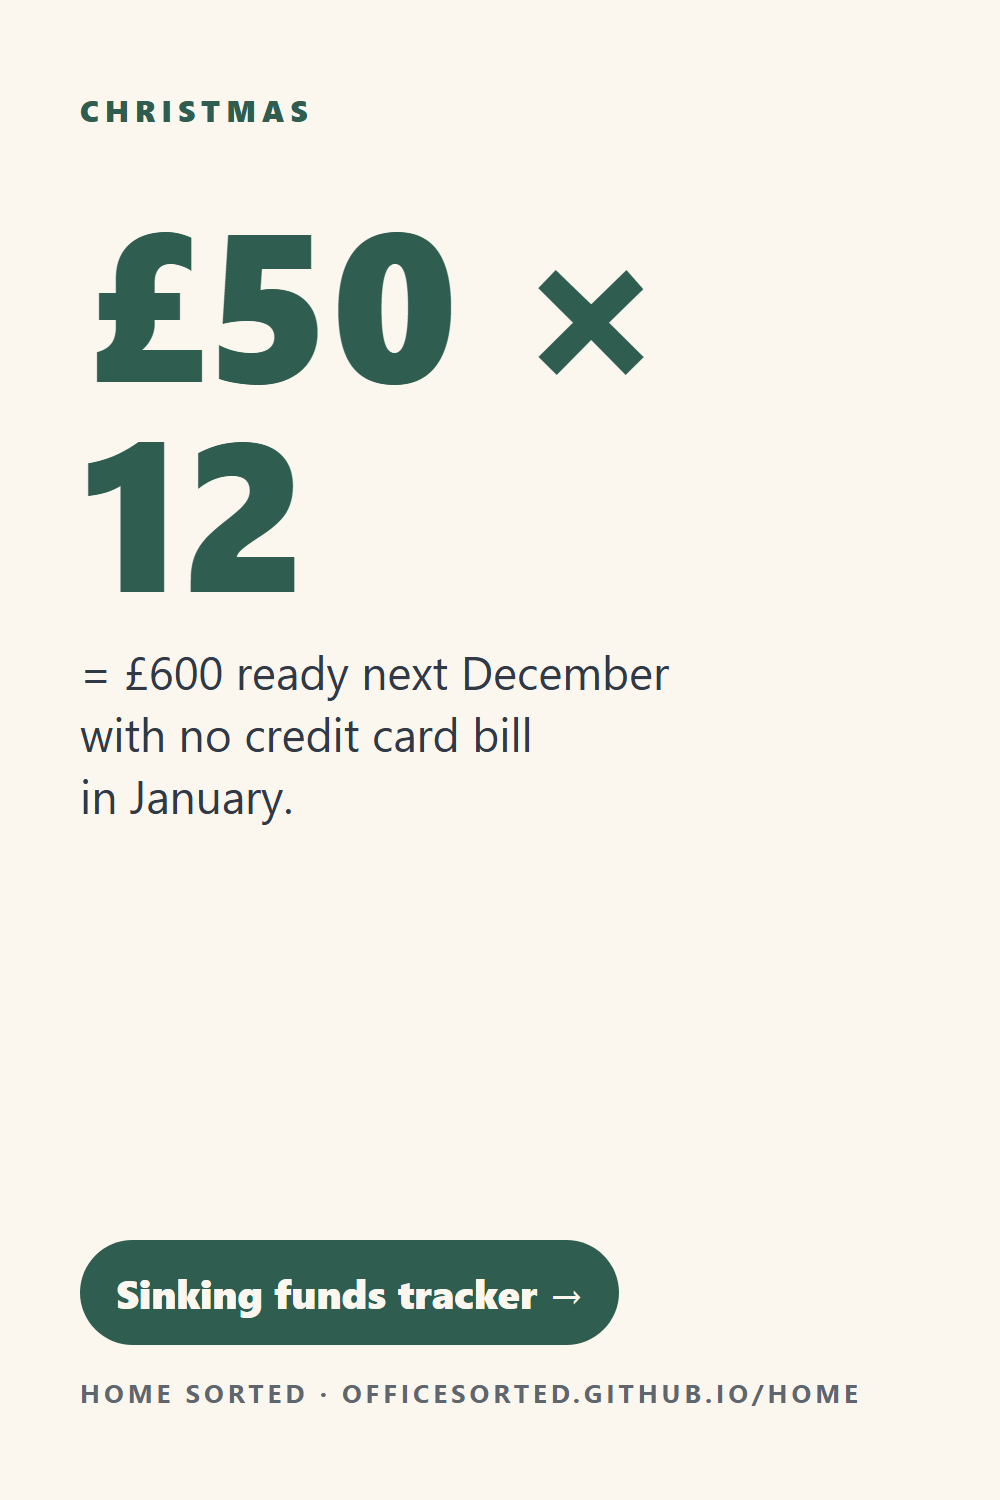 CHRISTMAS
£50 ×
12
= £600 ready next December
with no credit card bill
in January.
Sinking funds tracker →
HOME SORTED · OFFICESORTED.GITHUB.IO/HOME